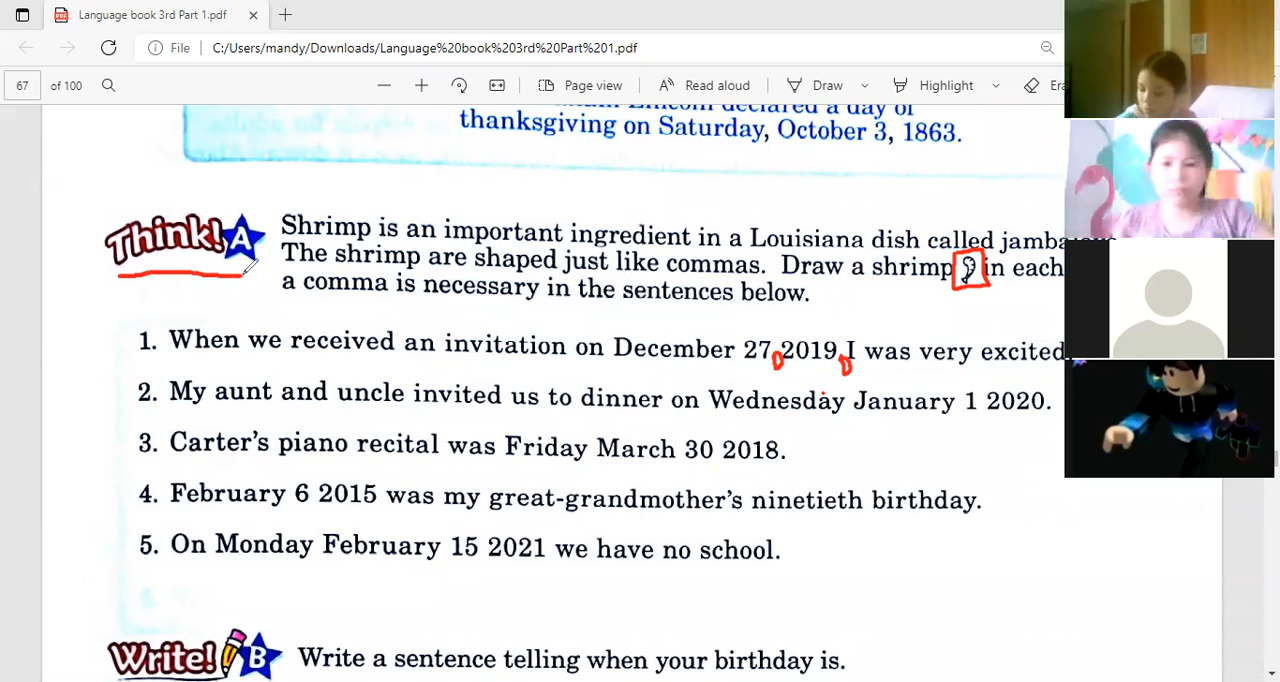 Language book 3rd Part 1.pdf
File C:/Users/mandy/Downloads/Language%20book%203rd%20Part%201.pdf
67 of 100 Page view Read aloud Draw Highlight
declared a day of
thanksgiving on Saturday, October 3, 1863.
Think! A
Shrimp is an important ingredient in a Louisiana dish called
The shrimp are shaped just like commas. Draw a shrimp in each
a comma is necessary in the sentences below.
1. When we received an invitation on December 27,2019,I was very excited
2. My aunt and uncle invited us to dinner on Wednesday January 1 2020.
3. Carter's piano recital was Friday March 30 2018.
4. February 6 2015 was my great-grandmother's ninetieth birthday.
5. On Monday February 15 2021 we have no school.
Write! B Write a sentence telling when your birthday is.